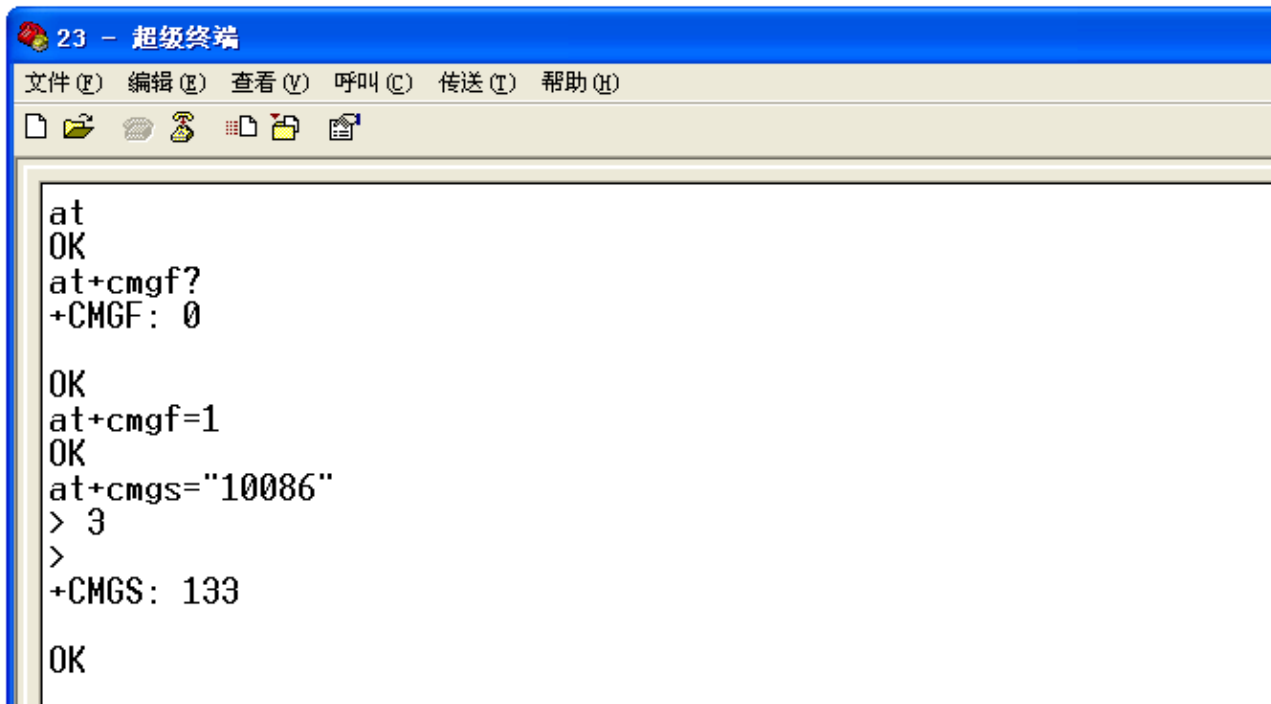 23 - 超级终端
文件(F) 编辑(E) 查看(V) 呼叫(C) 传送(T) 帮助(H)
at
OK
at+cmgf?
+CMGF: 0
OK
at+cmgf=1
OK
at+cmgs="10086"
> 3
>
+CMGS: 133
OK